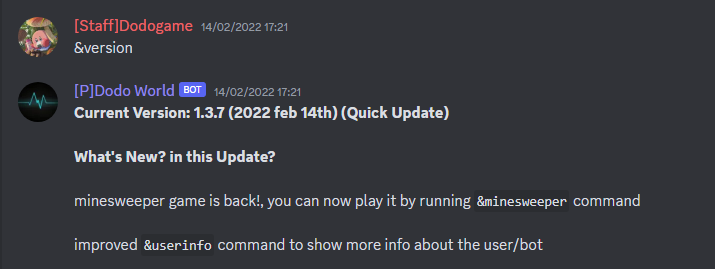 [Staff]Dodogame 14/02/2022 17:21
&version
[P]Dodo World BOT 14/02/2022 17:21
Current Version: 1.3.7 (2022 feb 14th) (Quick Update)
What's New? in this Update?
minesweeper game is back!, you can now play it by running &minesweeper command
improved &userinfo command to show more info about the user/bot